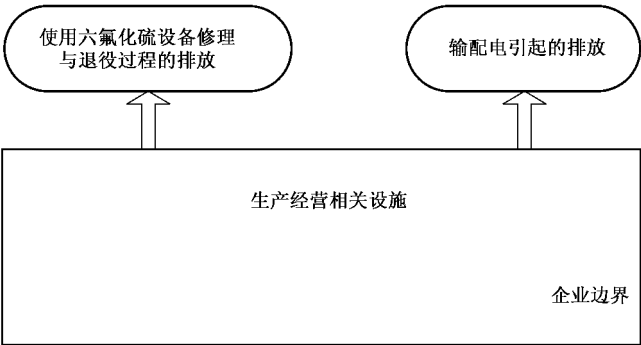 使用六氟化硫设备修理
与退役过程的排放
输配电引起的排放
生产经营相关设施
企业边界